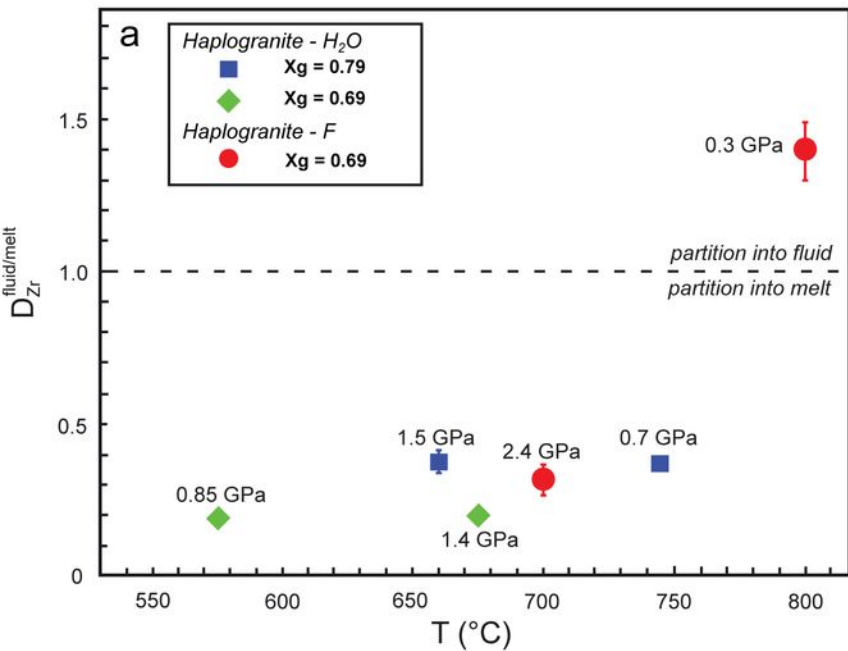 a
Haplogranite - H₂O
Xg = 0.79
Xg = 0.69
Haplogranite - F
Xg = 0.69
0.3 GPa
partition into fluid
partition into melt
1.5 GPa
2.4 GPa
0.7 GPa
0.85 GPa
1.4 GPa
1.5
1.0
0.5
0
D_Zr^fluid/melt
550 600 650 700 750 800
T (°C)